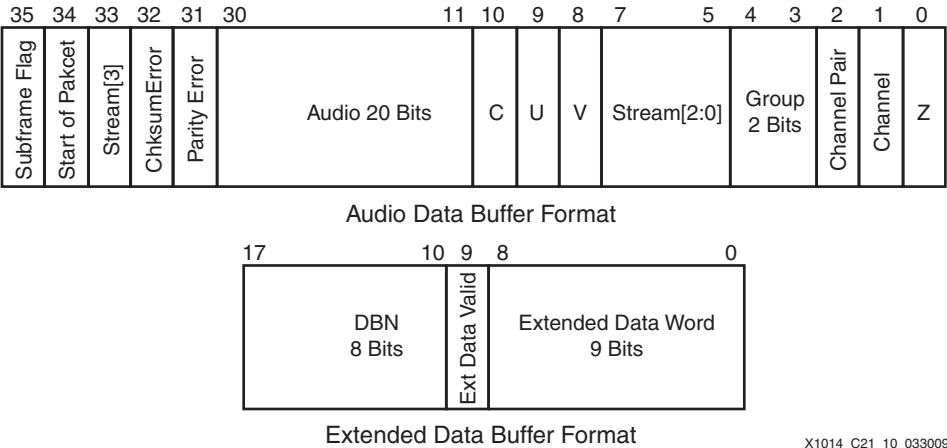 35 34 33 32 31 30 11 10 9 8 7 5 4 3 2 1 0
Subframe Flag
Start of Pakcet
Stream[3]
ChksumError
Parity Error
Audio 20 Bits
C
U
V
Stream[2:0]
Group
2 Bits
Channel Pair
Channel
Z
Audio Data Buffer Format
17 10 9 8 0
DBN
8 Bits
Ext Data Valid
Extended Data Word
9 Bits
Extended Data Buffer Format
X1014_C21_10_033009